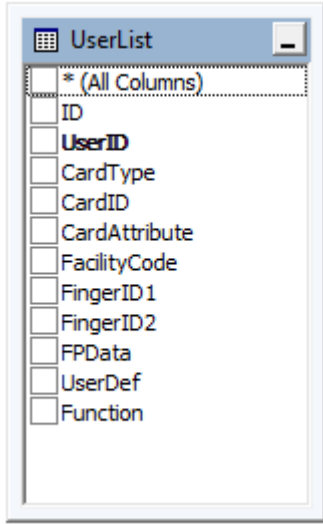 UserList
* (All Columns)
ID
UserID
CardType
CardID
CardAttribute
FacilityCode
FingerID1
FingerID2
FPData
UserDef
Function